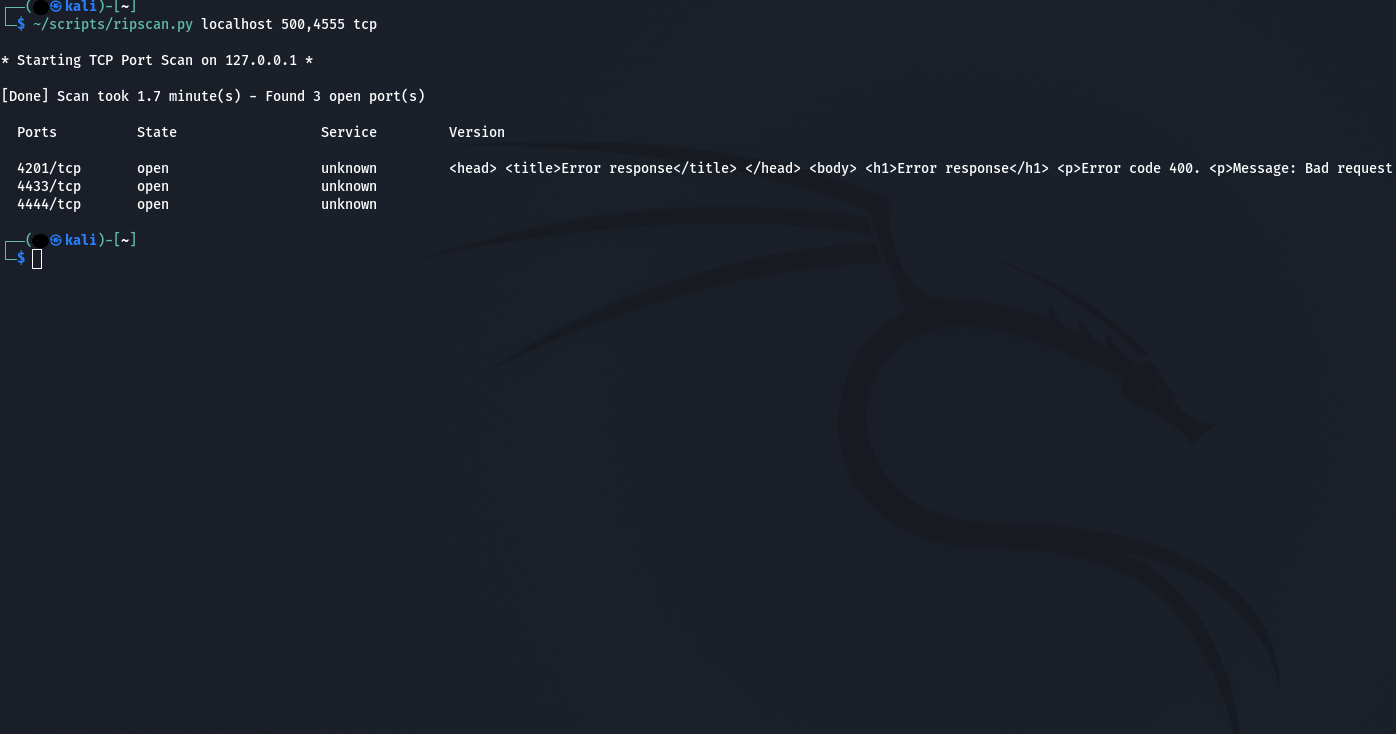 ┌──(㉿kali)-[~]
└─$ ~/scripts/ripscan.py localhost 500,4555 tcp
* Starting TCP Port Scan on 127.0.0.1 *
[Done] Scan took 1.7 minute(s) - Found 3 open port(s)
Ports State Service Version
4201/tcp open unknown <head> <title>Error response</title> </head> <body> <h1>Error response</h1> <p>Error code 400. <p>Message: Bad request
4433/tcp open unknown
4444/tcp open unknown
┌──(㉿kali)-[~]
└─$